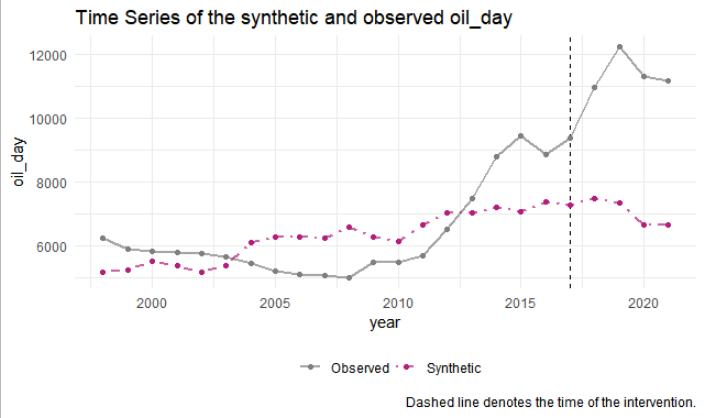 Time Series of the synthetic and observed oil_day
12000
10000
8000
6000
oil_day
2000 2005 2010 2015 2020
year
Observed Synthetic
Dashed line denotes the time of the intervention.